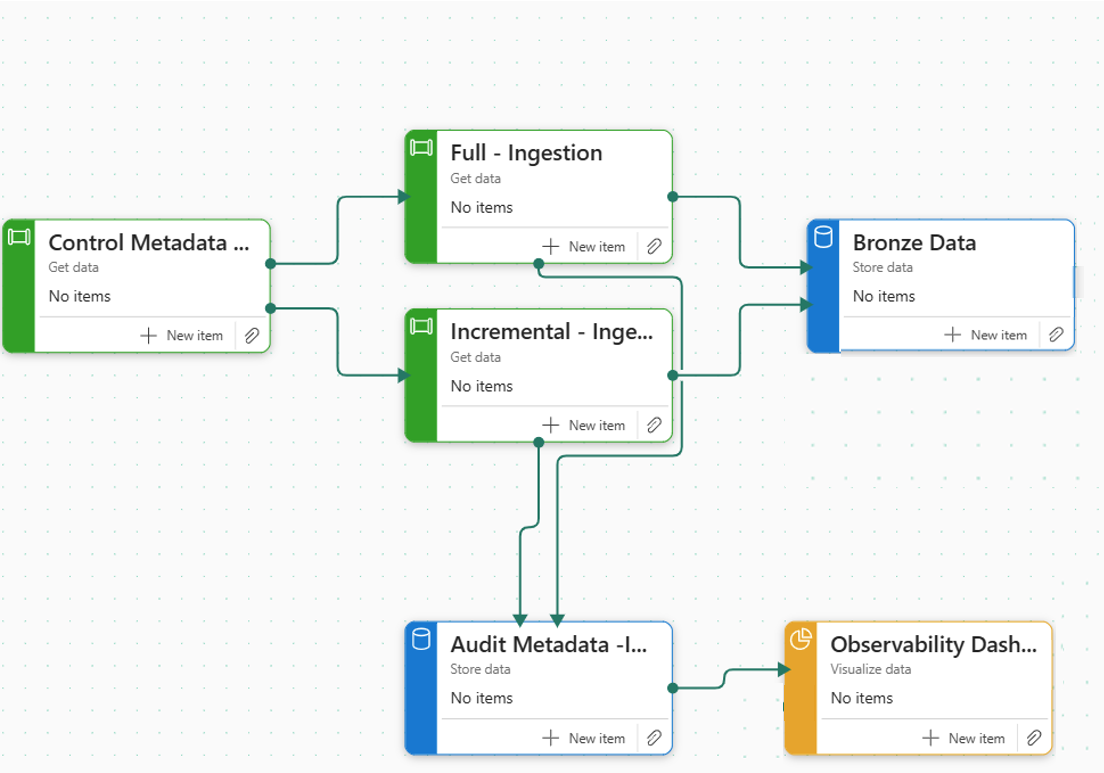 Full - Ingestion
Get data
No items
New item
Control Metadata ...
Get data
No items
New item
Bronze Data
Store data
No items
New item
Incremental - Inge...
Get data
No items
New item
Audit Metadata -I...
Store data
No items
New item
Observability Dash...
Visualize data
No items
New item